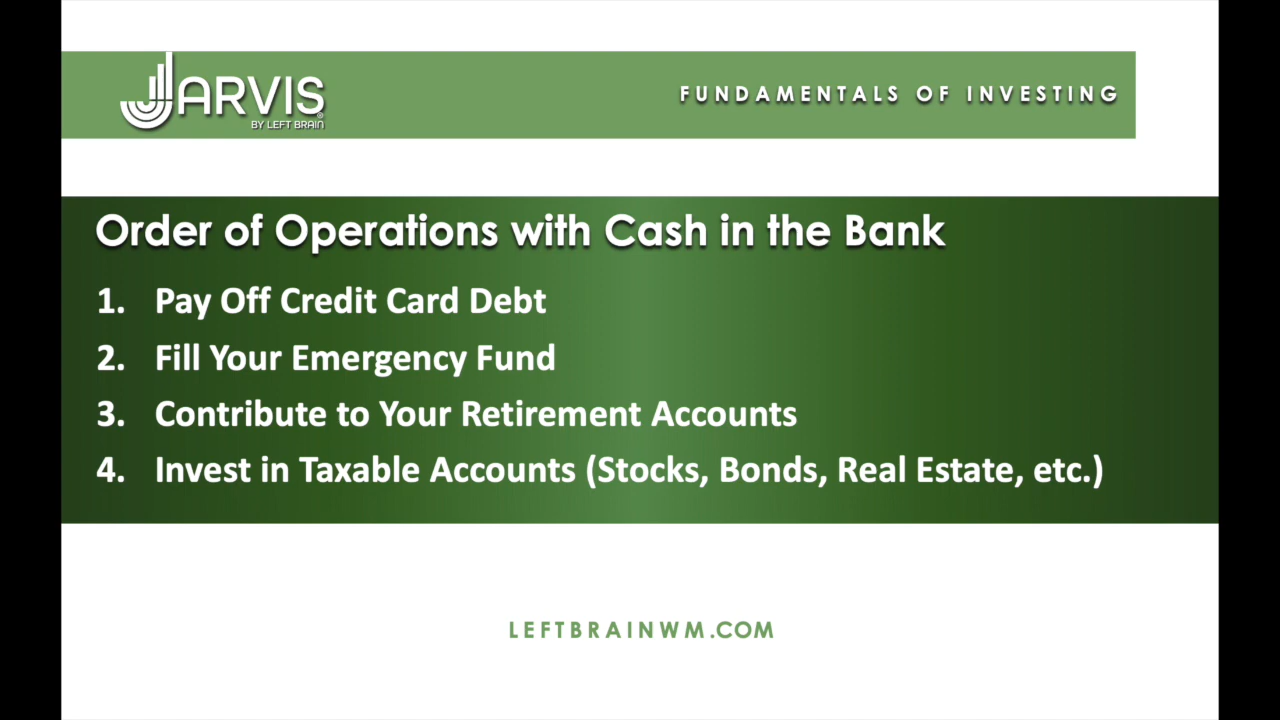 JARVIS®
BY LEFT BRAIN
FUNDAMENTALS OF INVESTING
Order of Operations with Cash in the Bank
1. Pay Off Credit Card Debt
2. Fill Your Emergency Fund
3. Contribute to Your Retirement Accounts
4. Invest in Taxable Accounts (Stocks, Bonds, Real Estate, etc.)
LEFTBRAINWM.COM